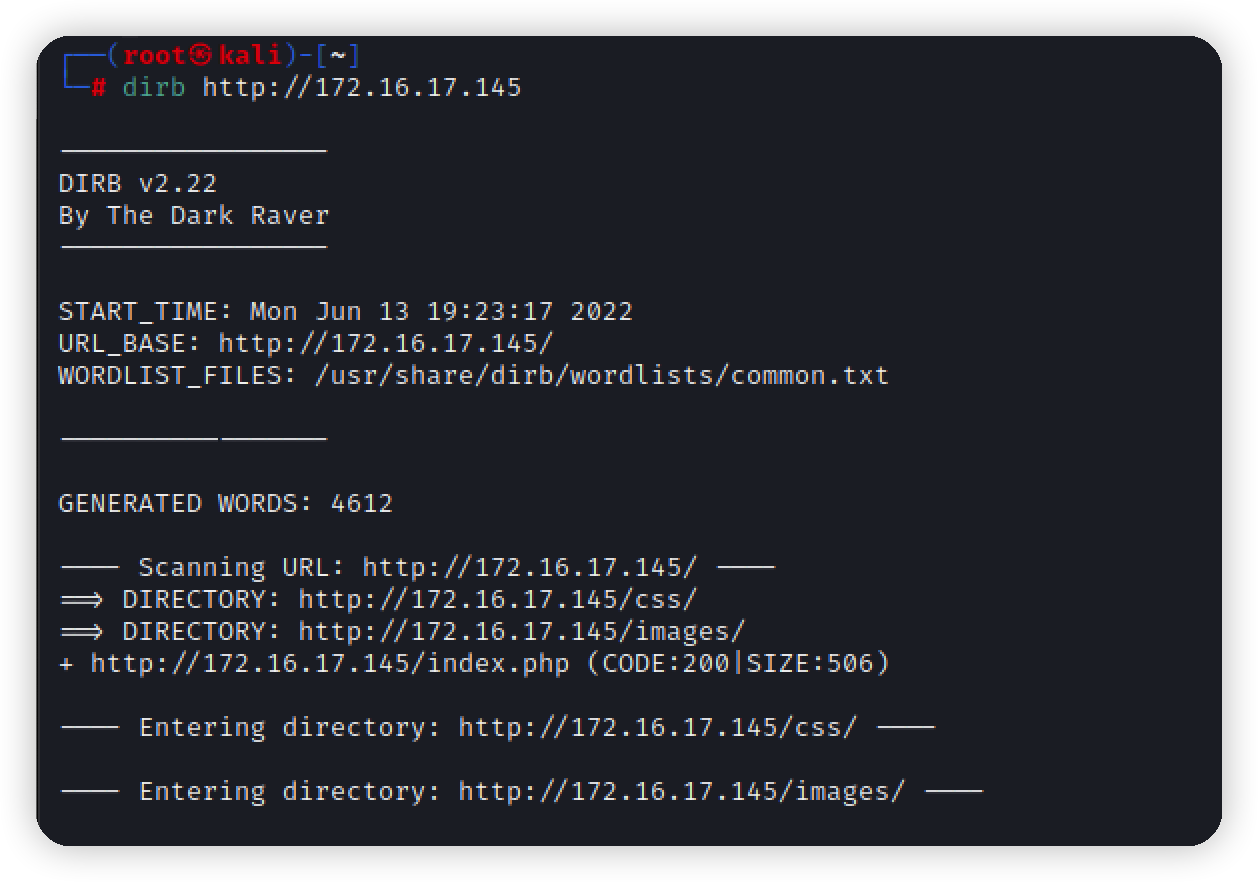 ┌──(root㉿kali)-[~]
└─# dirb http://172.16.17.145
-----------------
DIRB v2.22
By The Dark Raver
-----------------
START_TIME: Mon Jun 13 19:23:17 2022
URL_BASE: http://172.16.17.145/
WORDLIST_FILES: /usr/share/dirb/wordlists/common.txt
-----------------
GENERATED WORDS: 4612
---- Scanning URL: http://172.16.17.145/ ----
==> DIRECTORY: http://172.16.17.145/css/
==> DIRECTORY: http://172.16.17.145/images/
+ http://172.16.17.145/index.php (CODE:200|SIZE:506)
---- Entering directory: http://172.16.17.145/css/ ----
---- Entering directory: http://172.16.17.145/images/ ----